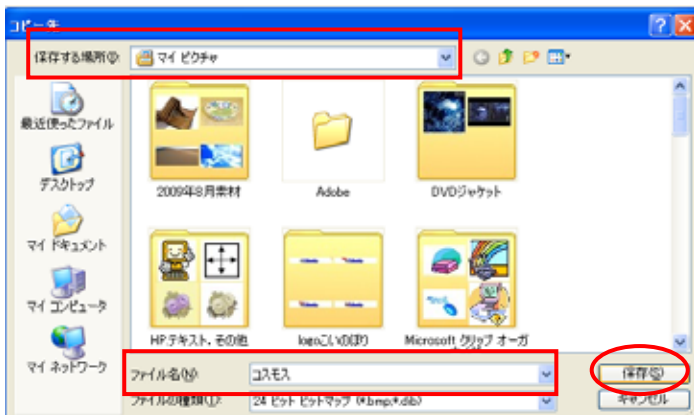 コピー先
保存する場所(I): マイ ピクチャ
最近使ったファイル
デスクトップ
マイ ドキュメント
マイ コンピュータ
マイ ネットワーク
2009年8月素材
Adobe
DVDジャケット
HPテキスト、その他
logoこいのぼり
Microsoft クリップ オーガ
ファイル名(N): コスモス
保存(S)
ファイルの種類(T): 24 ビット ビットマップ (*.bmp;*.dib)
キャンセル